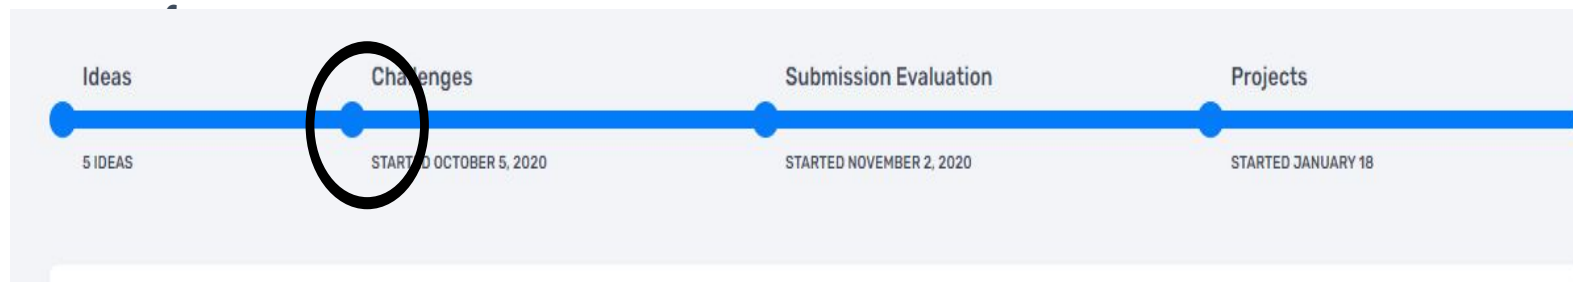 Ideas
Challenges
Submission Evaluation
Projects
5 IDEAS
STARTED OCTOBER 5, 2020
STARTED NOVEMBER 2, 2020
STARTED JANUARY 18